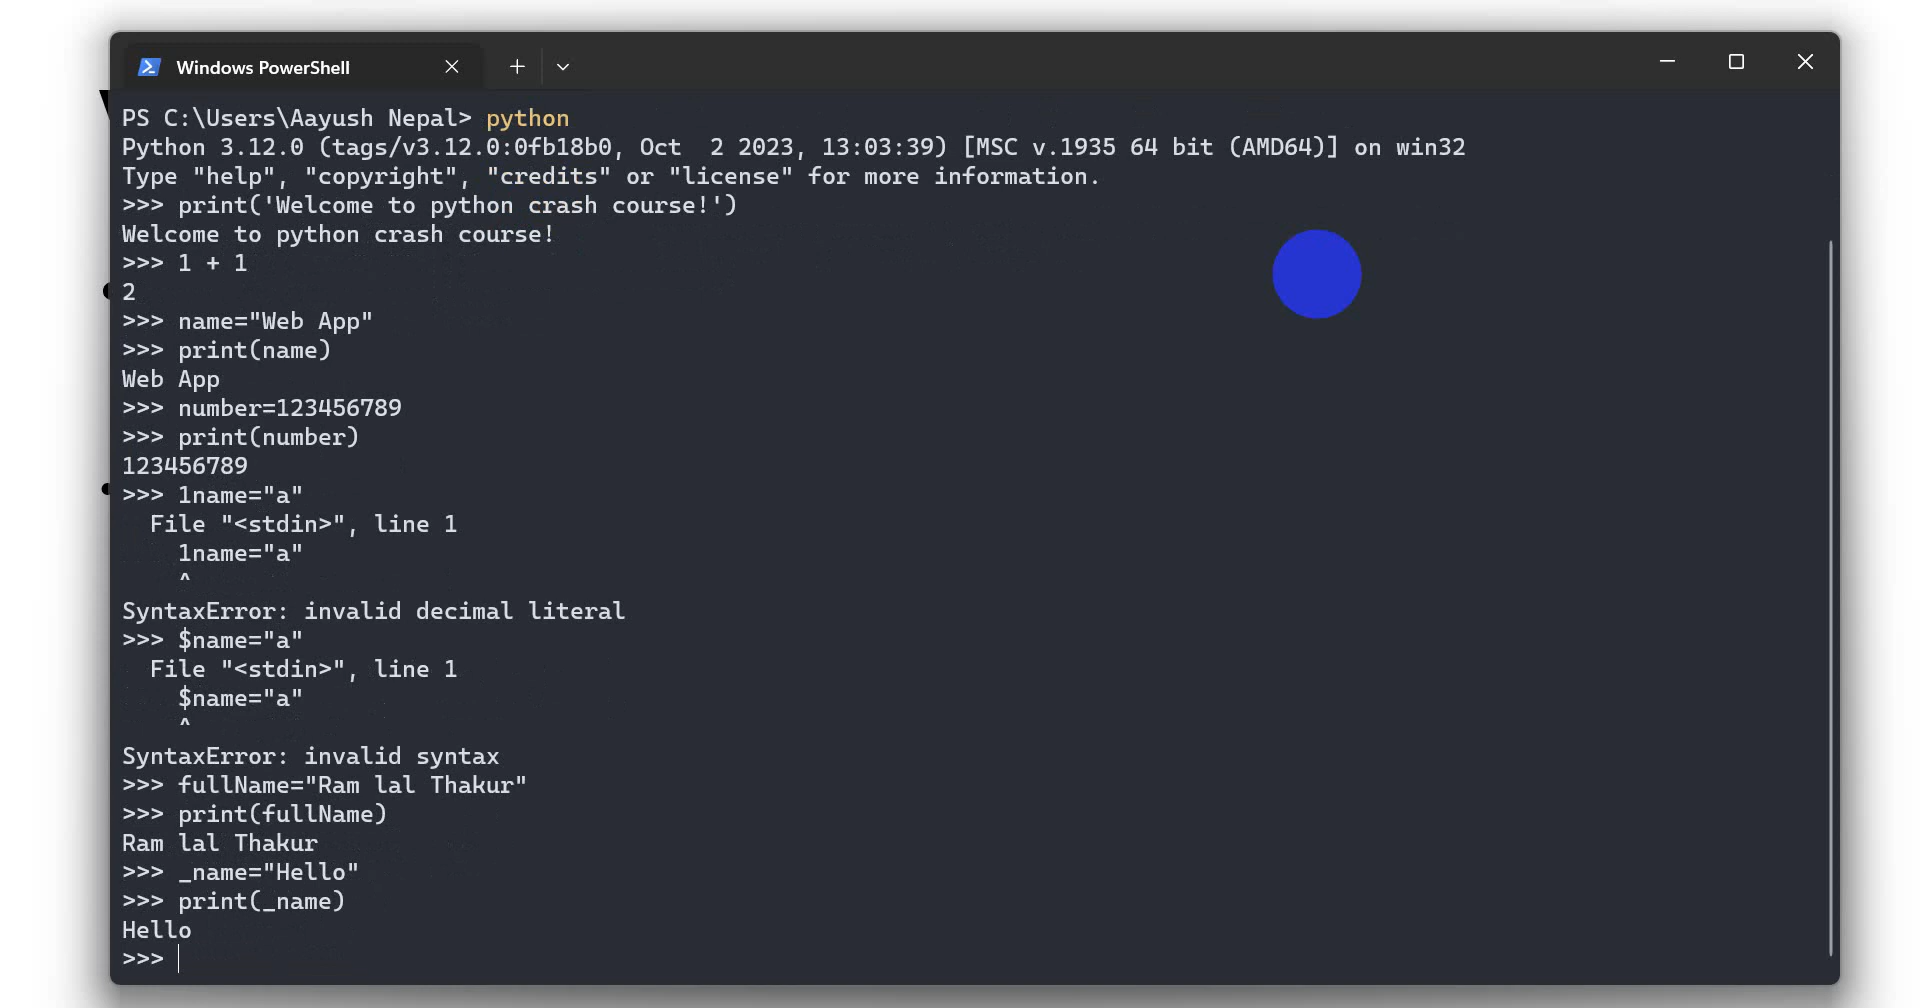 Windows PowerShell
PS C:\Users\Aayush Nepal> python
Python 3.12.0 (tags/v3.12.0:0fb18b0, Oct  2 2023, 13:03:39) [MSC v.1935 64 bit (AMD64)] on win32
Type "help", "copyright", "credits" or "license" for more information.
>>> print('Welcome to python crash course!')
Welcome to python crash course!
>>> 1 + 1
2
>>> name="Web App"
>>> print(name)
Web App
>>> number=123456789
>>> print(number)
123456789
>>> 1name="a"
  File "<stdin>", line 1
    1name="a"
    ^
SyntaxError: invalid decimal literal
>>> $name="a"
  File "<stdin>", line 1
    $name="a"
    ^
SyntaxError: invalid syntax
>>> fullName="Ram lal Thakur"
>>> print(fullName)
Ram lal Thakur
>>> _name="Hello"
>>> print(_name)
Hello
>>>